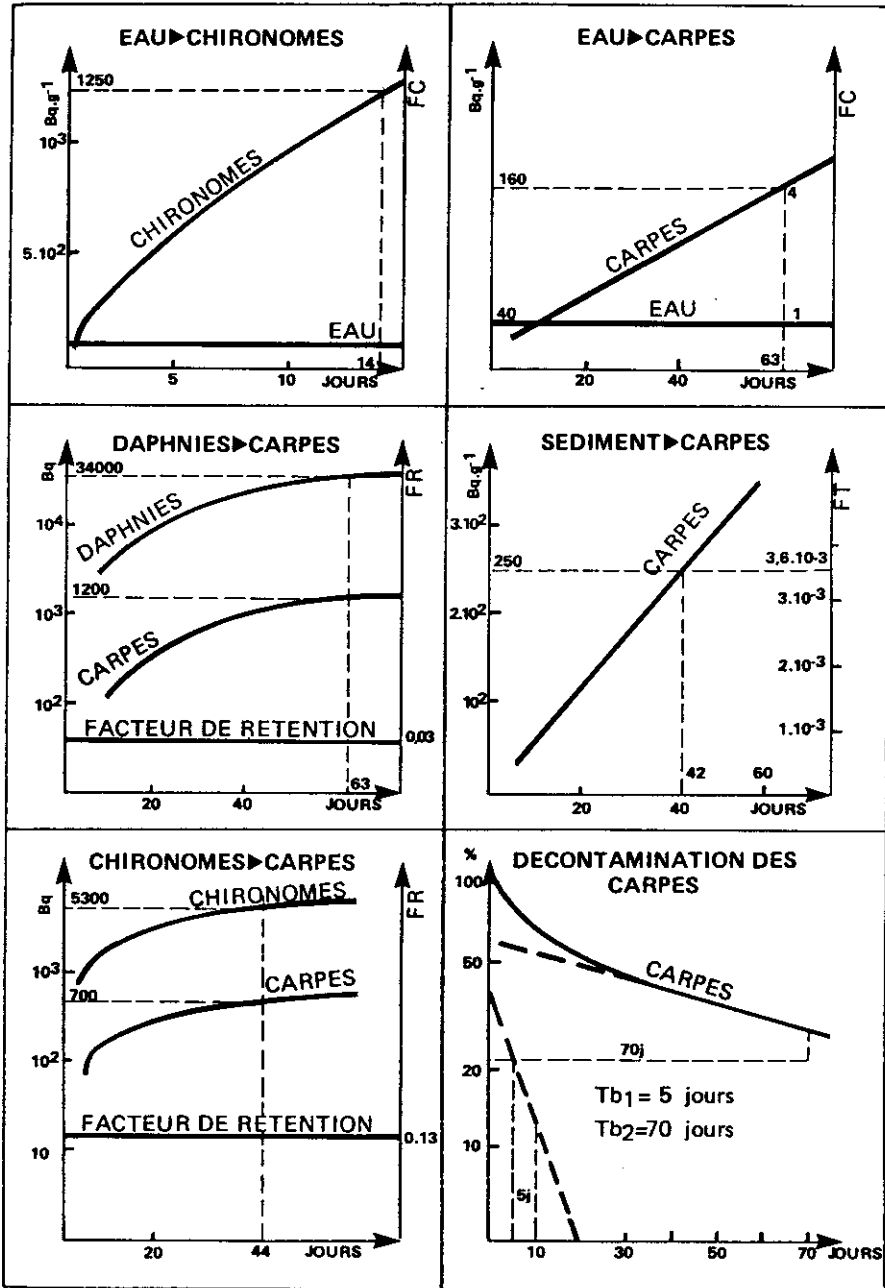 EAU▶CHIRONOMES
Bq.g⁻¹
1250
10³
5.10²
CHIRONOMES
EAU
FC
5
10
14
JOURS
EAU▶CARPES
Bq.g⁻¹
160
4
CARPES
40
EAU
1
FC
20
40
63
JOURS
DAPHNIES▶CARPES
Bq
34000
10⁴
DAPHNIES
1200
10³
CARPES
10²
FACTEUR DE RETENTION
0,03
FR
20
40
63
JOURS
SEDIMENT▶CARPES
Bq.g⁻¹
3.10²
CARPES
250
2.10²
10²
FT
3,6.10⁻³
3.10⁻³
2.10⁻³
1.10⁻³
20
40
42
60
JOURS
CHIRONOMES▶CARPES
Bq
CHIRONOMES
5300
10³
CARPES
700
10²
FACTEUR DE RETENTION
0.13
10
FR
20
44
JOURS
%
DECONTAMINATION DES
CARPES
100
50
CARPES
20
70j
Tb₁= 5 jours
Tb₂=70 jours
10
5j
10
30
50
70
JOURS